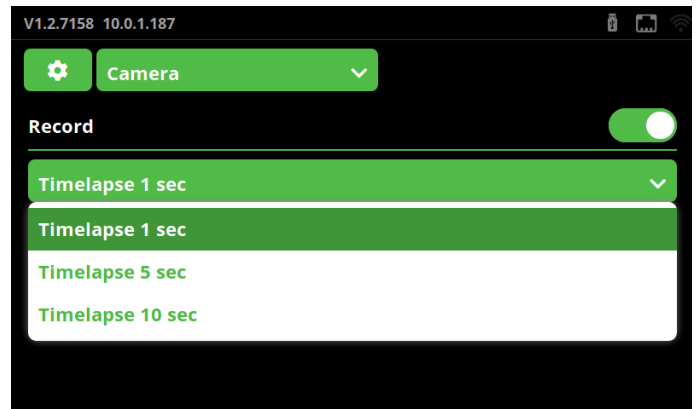 V1.2.7158 10.0.1.187
Camera
Record
Timelapse 1 sec
Timelapse 1 sec
Timelapse 5 sec
Timelapse 10 sec